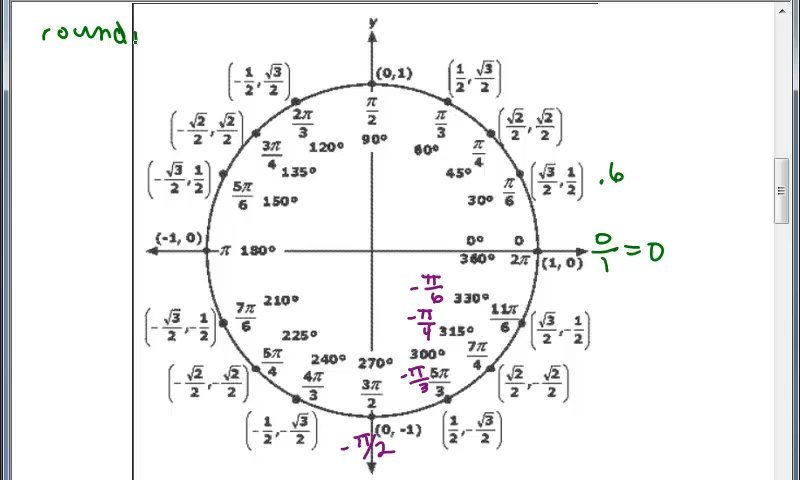 round.
y
(0,1)
(-1/2, √3/2)
(1/2, √3/2)
π/2
90°
2π/3
120°
π/3
60°
(-√2/2, √2/2)
(√2/2, √2/2)
3π/4
135°
π/4
45°
(-√3/2, 1/2)
(√3/2, 1/2)
.6
5π/6
150°
π/6
30°
(-1, 0)
π 180°
0° 0
360° 2π
(1, 0)
0/1 = 0
-π/6
7π/6
210°
330°
11π/6
(-√3/2, -1/2)
(√3/2, -1/2)
-π/4
225°
315°
5π/4
7π/4
(-√2/2, -√2/2)
(√2/2, -√2/2)
240°
270°
300°
4π/3
3π/2
-π/3
5π/3
(-1/2, -√3/2)
(0, -1)
(1/2, -√3/2)
-π/2